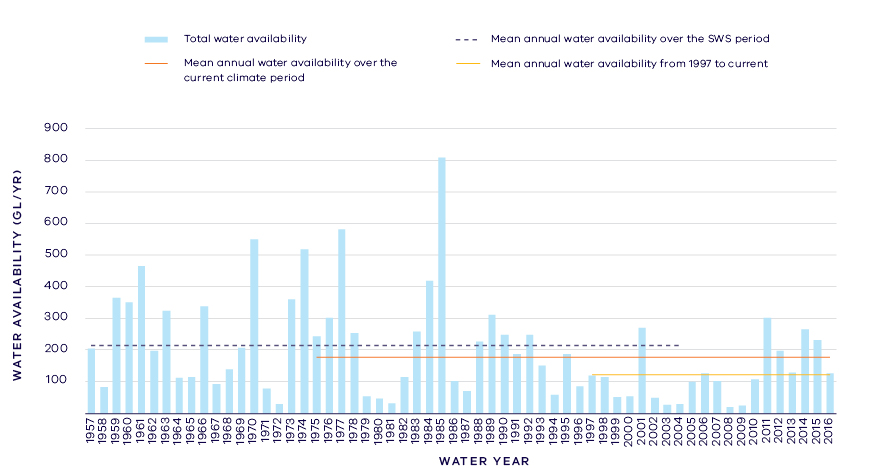 Total water availability
Mean annual water availability over the SWS period
Mean annual water availability over the
current climate period
Mean annual water availability from 1997 to current
WATER AVAILABILITY (GL/YR)
900
800
700
600
500
400
300
200
100
1957 1958 1959 1960 1961 1962 1963 1964 1965 1966 1967 1968 1969 1970 1971 1972 1973 1974 1975 1976 1977 1978 1979 1980 1981 1982 1983 1984 1985 1986 1987 1988 1989 1990 1991 1992 1993 1994 1995 1996 1997 1998 1999 2000 2001 2002 2003 2004 2005 2006 2007 2008 2009 2010 2011 2012 2013 2014 2015 2016
WATER YEAR